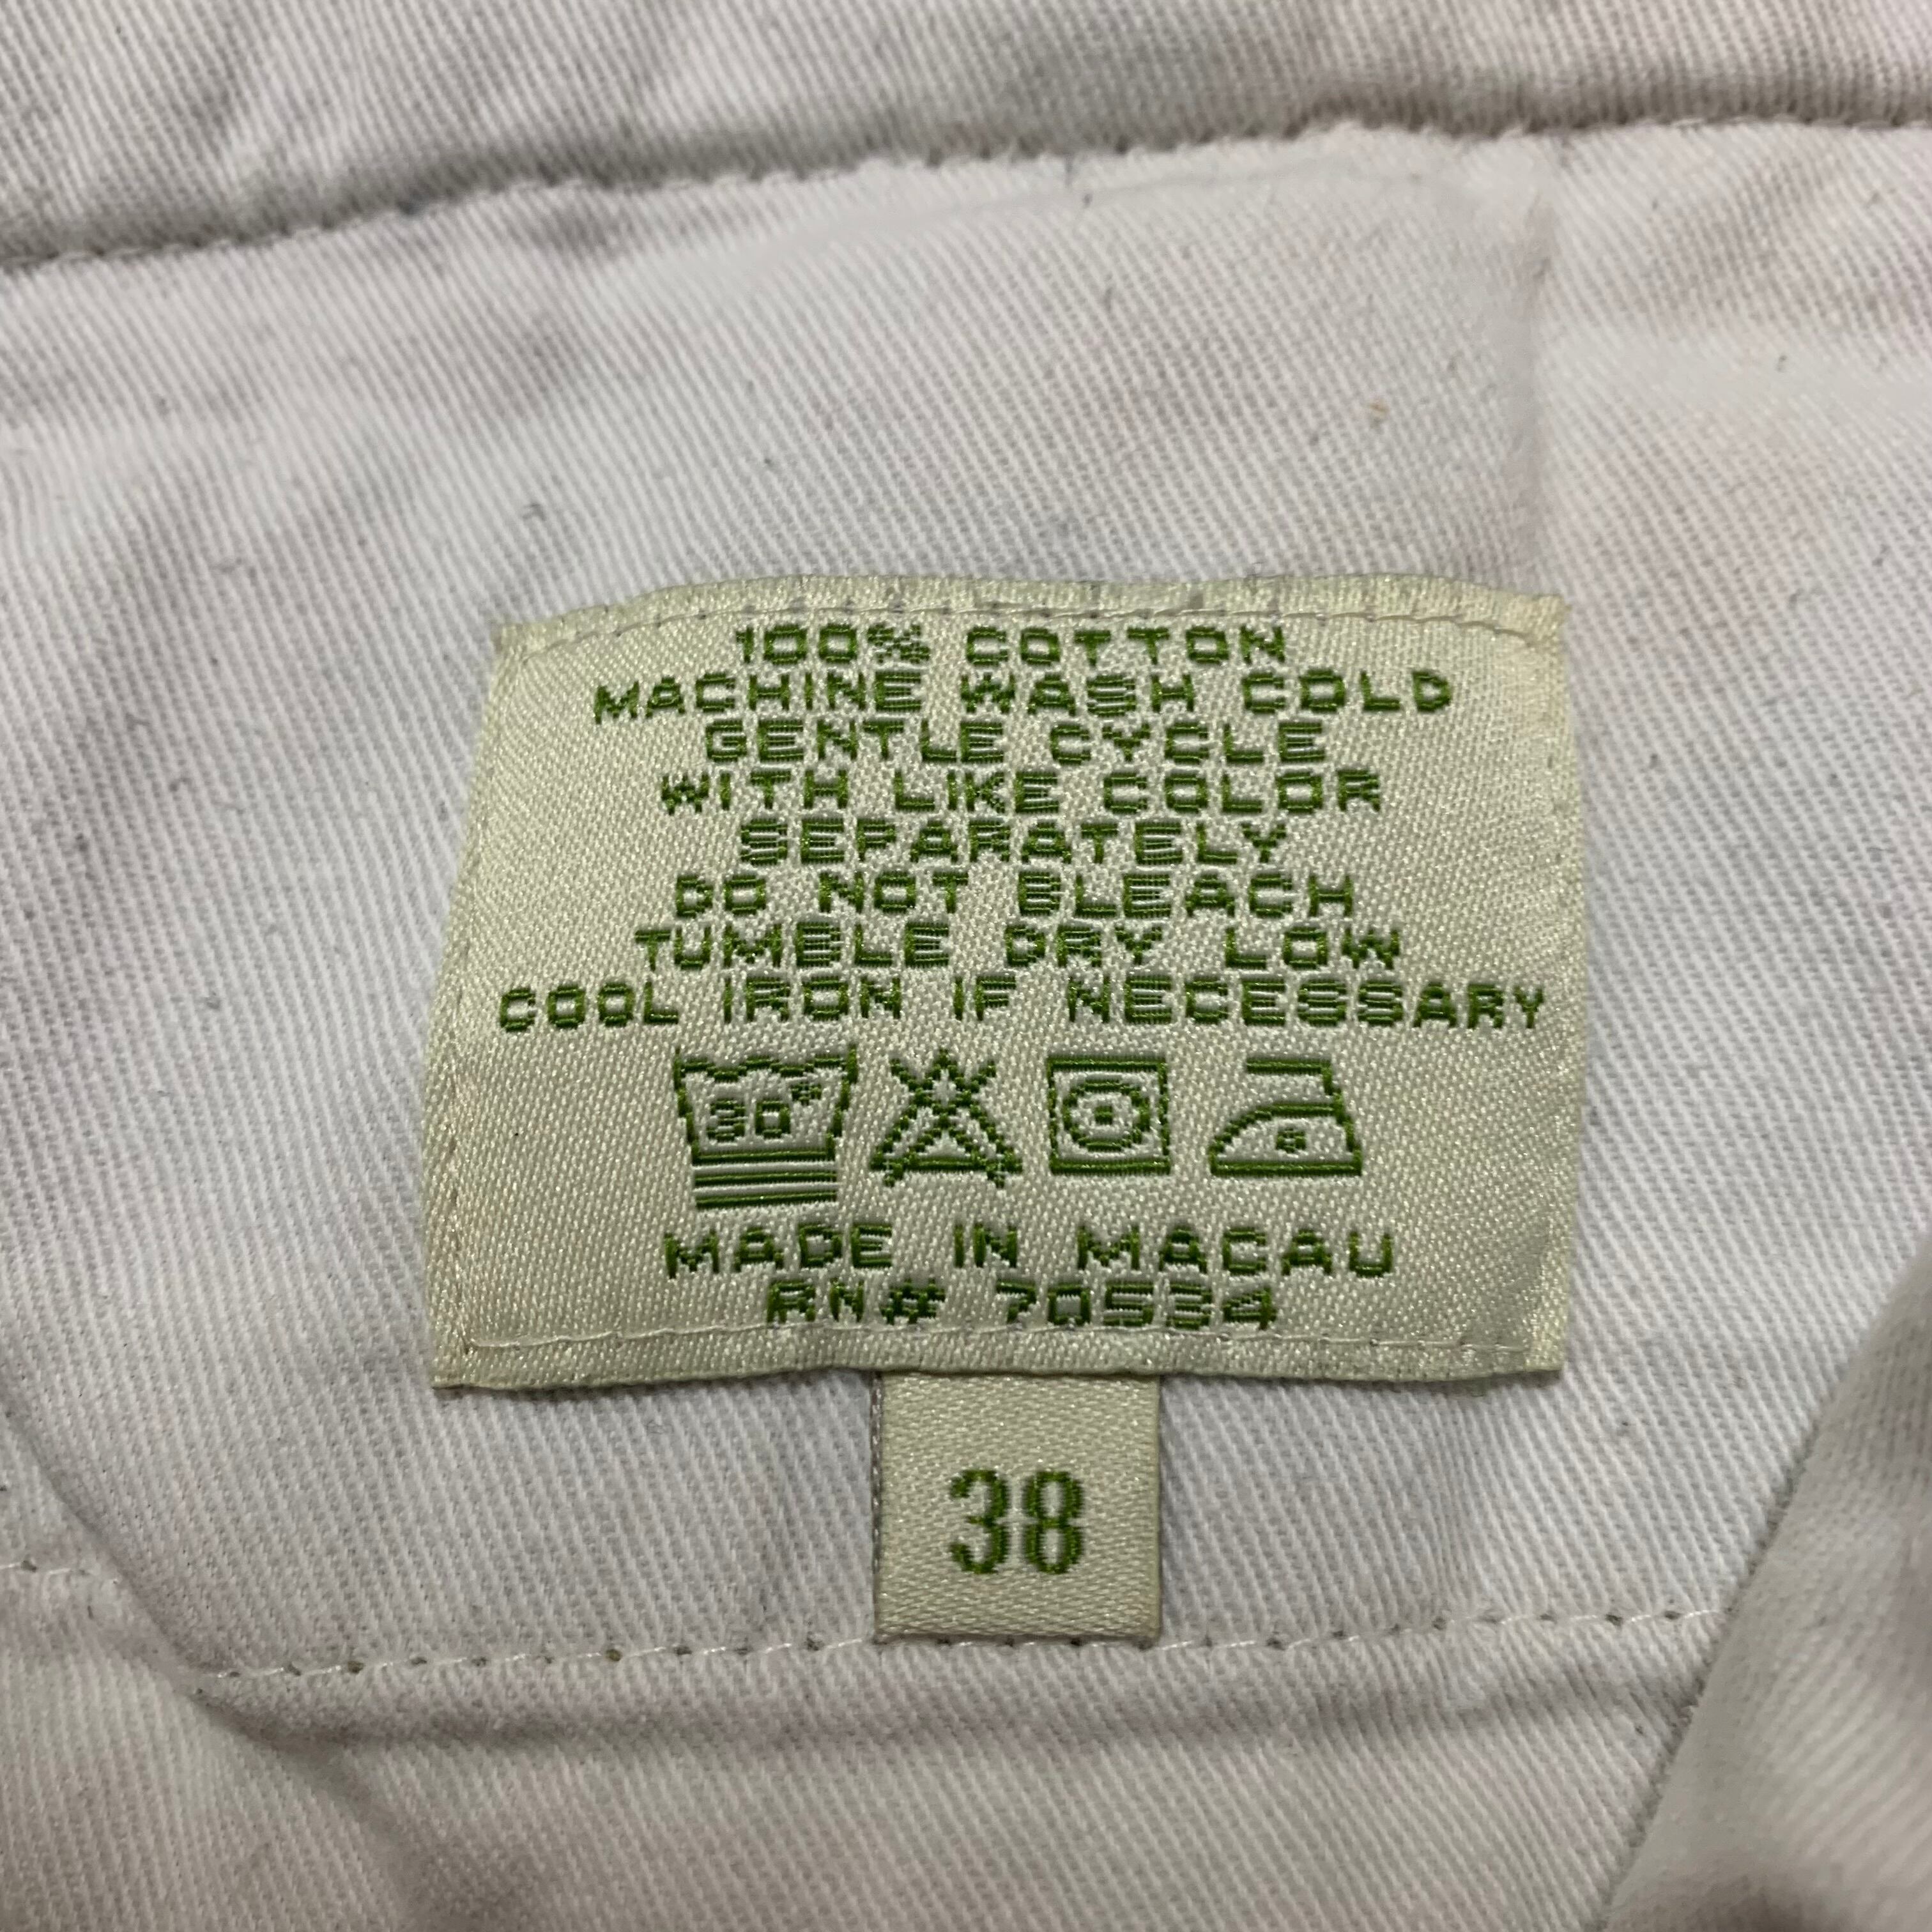 100% COTTON
MACHINE WASH COLD
GENTLE CYCLE
WITH LIKE COLOR
SEPARATELY
DO NOT BLEACH
TUMBLE DRY LOW
COOL IRON IF NECESSARY
30°
MADE IN MACAU
RN# 70534
38